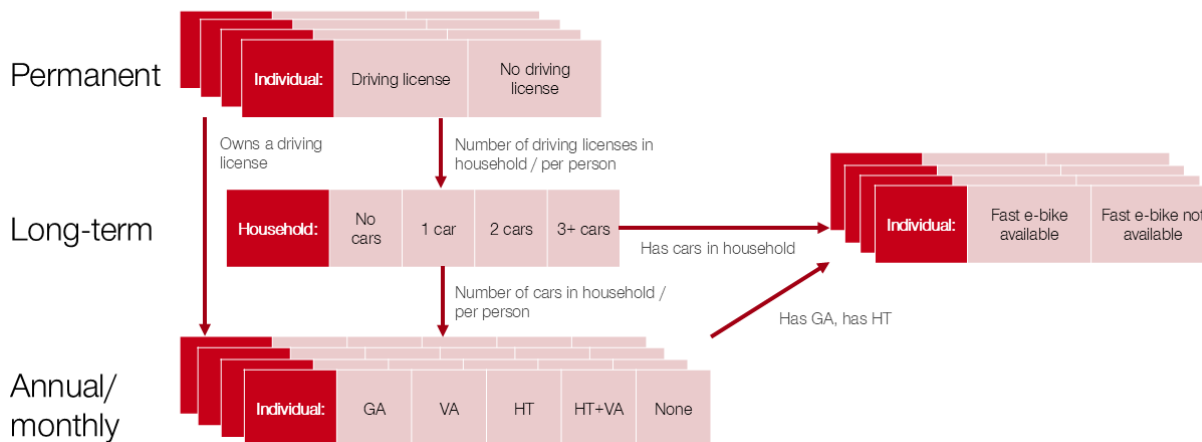 Permanent
Individual:
Driving license
No driving
license
Owns a driving
license
Number of driving licenses in
household / per person
Long-term
Household:
No
cars
1 car
2 cars
3+ cars
Has cars in household
Individual:
Fast e-bike
available
Fast e-bike not
available
Number of cars in household /
per person
Has GA, has HT
Annual/
monthly
Individual:
GA
VA
HT
HT+VA
None